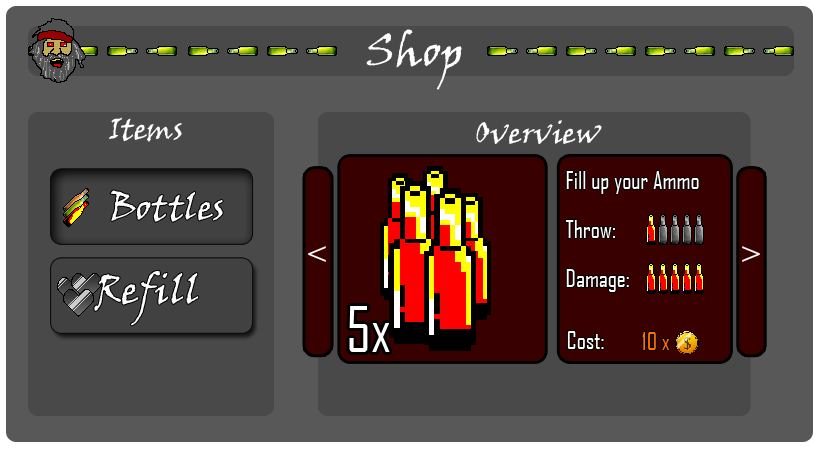 Shop
Items
Bottles
Refill
Overview
<
5x
Fill up your Ammo
Throw:
Damage:
Cost: 10 x $
>